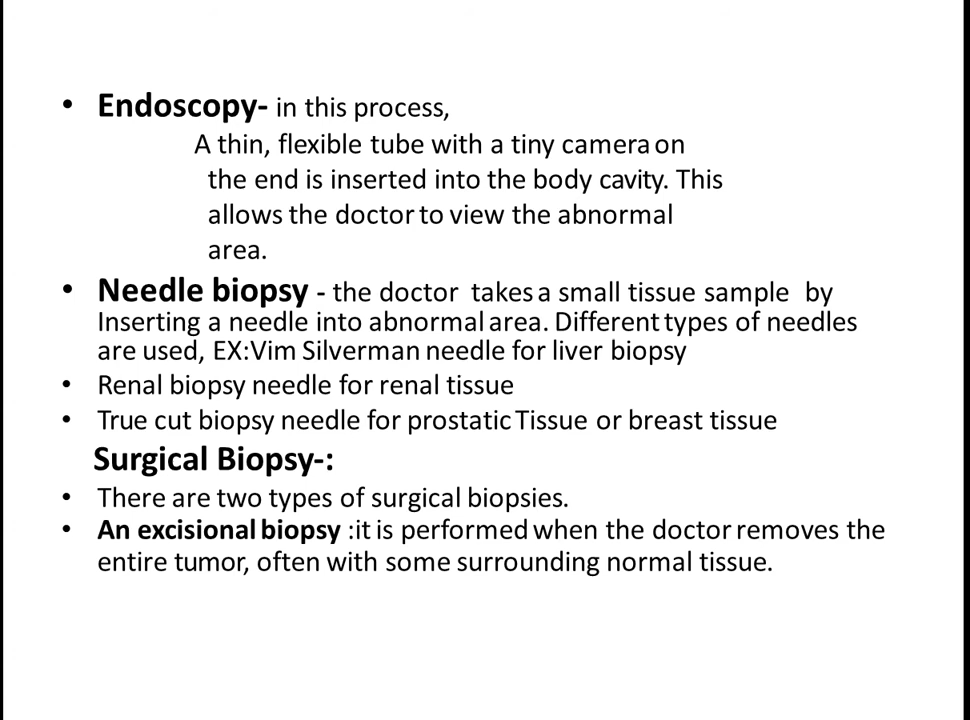 • Endoscopy- in this process,
A thin, flexible tube with a tiny camera on
the end is inserted into the body cavity. This
allows the doctor to view the abnormal
area.
• Needle biopsy - the doctor takes a small tissue sample by
Inserting a needle into abnormal area. Different types of needles
are used, EX:Vim Silverman needle for liver biopsy
• Renal biopsy needle for renal tissue
• True cut biopsy needle for prostatic Tissue or breast tissue
Surgical Biopsy-:
• There are two types of surgical biopsies.
• An excisional biopsy :it is performed when the doctor removes the
entire tumor, often with some surrounding normal tissue.